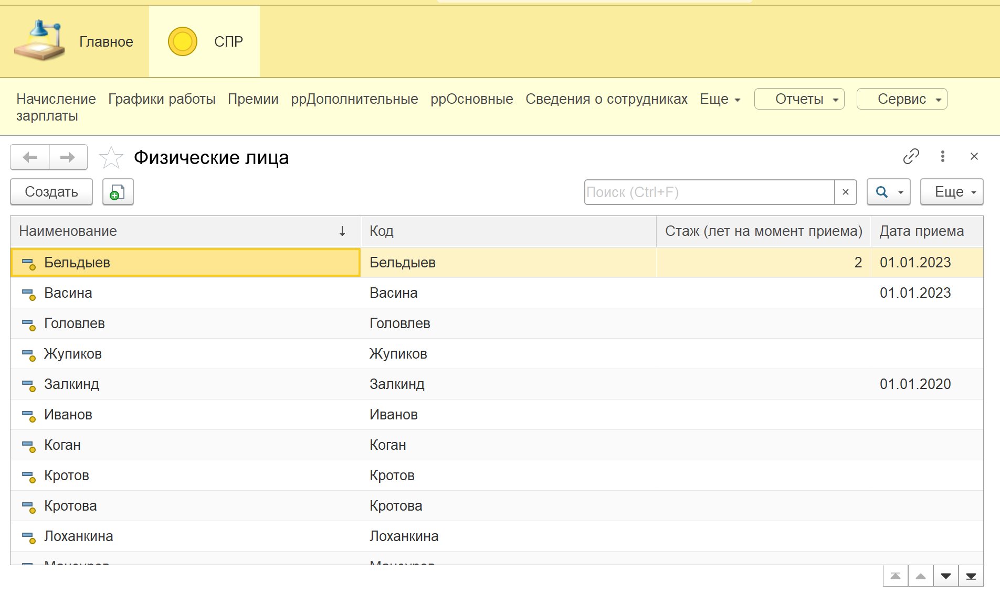 Главное
СПР
Начисление зарплаты
Графики работы
Премии
ррДополнительные
ррОсновные
Сведения о сотрудниках
Еще
Отчеты
Сервис
Физические лица
Создать
Поиск (Ctrl+F)
Еще
Наименование Код Стаж (лет на момент приема) Дата приема
Бельдыев Бельдыев 2 01.01.2023
Васина Васина 01.01.2023
Головлев Головлев
Жупиков Жупиков
Залкинд Залкинд 01.01.2020
Иванов Иванов
Коган Коган
Кротов Кротов
Кротова Кротова
Лоханкина Лоханкина